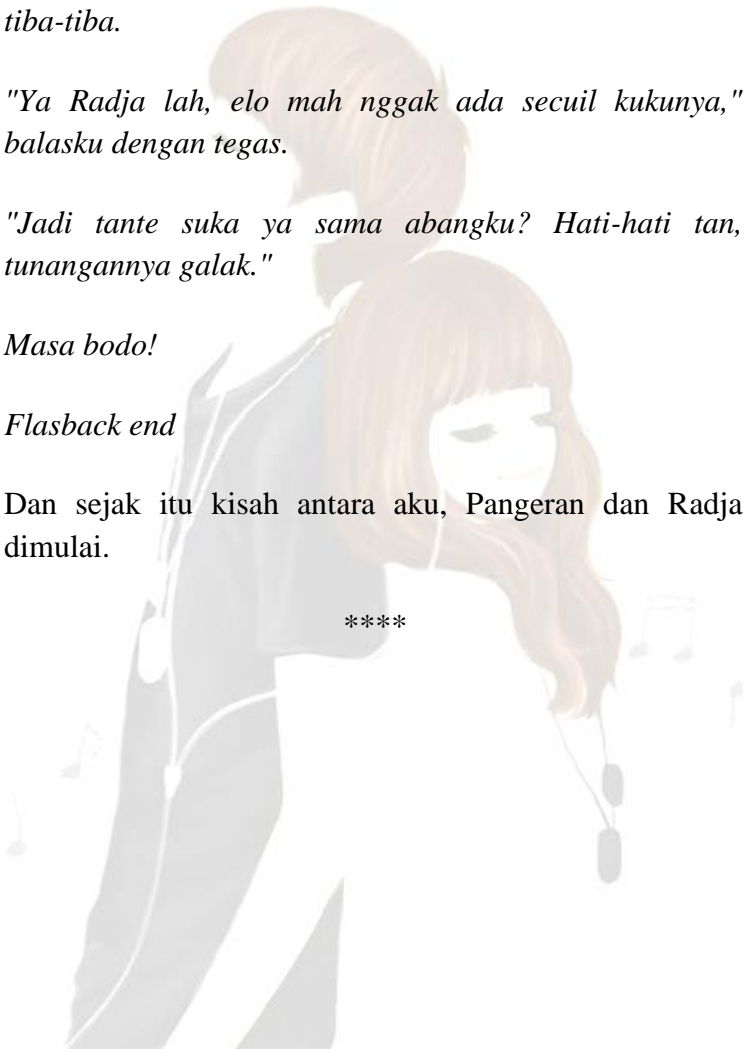 tiba-tiba.
"Ya Radja lah, elo mah nggak ada secuil kukunya,"
balasku dengan tegas.
"Jadi tante suka ya sama abangku? Hati-hati tan,
tunangannya galak."
Masa bodo!
Flasback end
Dan sejak itu kisah antara aku, Pangeran dan Radja
dimulai.
****